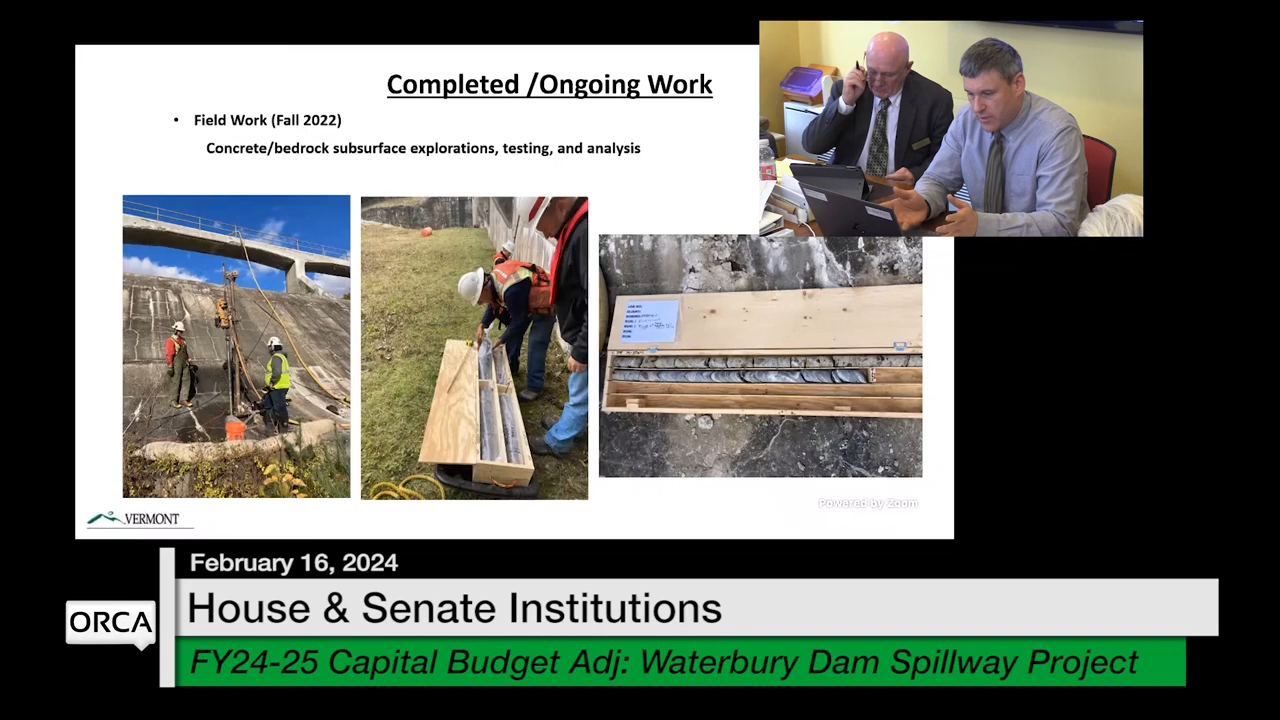 Completed /Ongoing Work
• Field Work (Fall 2022)
Concrete/bedrock subsurface explorations, testing, and analysis
VERMONT
Powered by Zoom
February 16, 2024
House & Senate Institutions
ORCA
FY24-25 Capital Budget Adj: Waterbury Dam Spillway Project